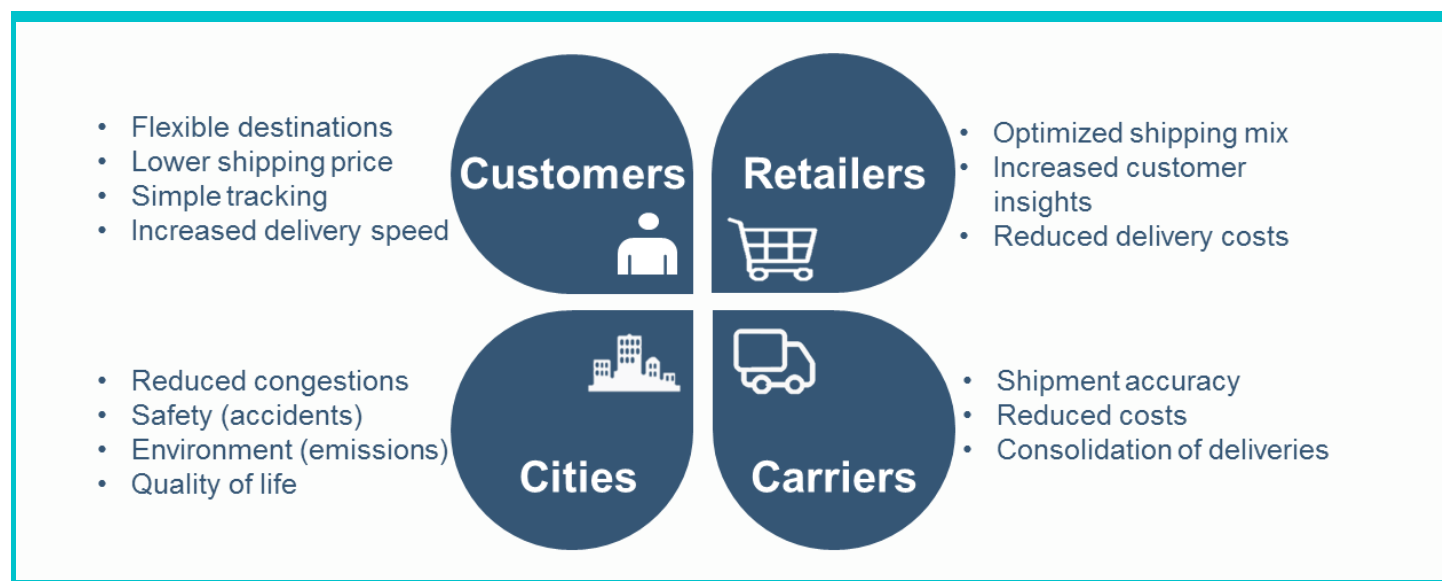 • Flexible destinations
• Lower shipping price
• Simple tracking
• Increased delivery speed
Customers
Retailers
• Optimized shipping mix
• Increased customer
insights
• Reduced delivery costs
• Reduced congestions
• Safety (accidents)
• Environment (emissions)
• Quality of life
Cities
Carriers
• Shipment accuracy
• Reduced costs
• Consolidation of deliveries